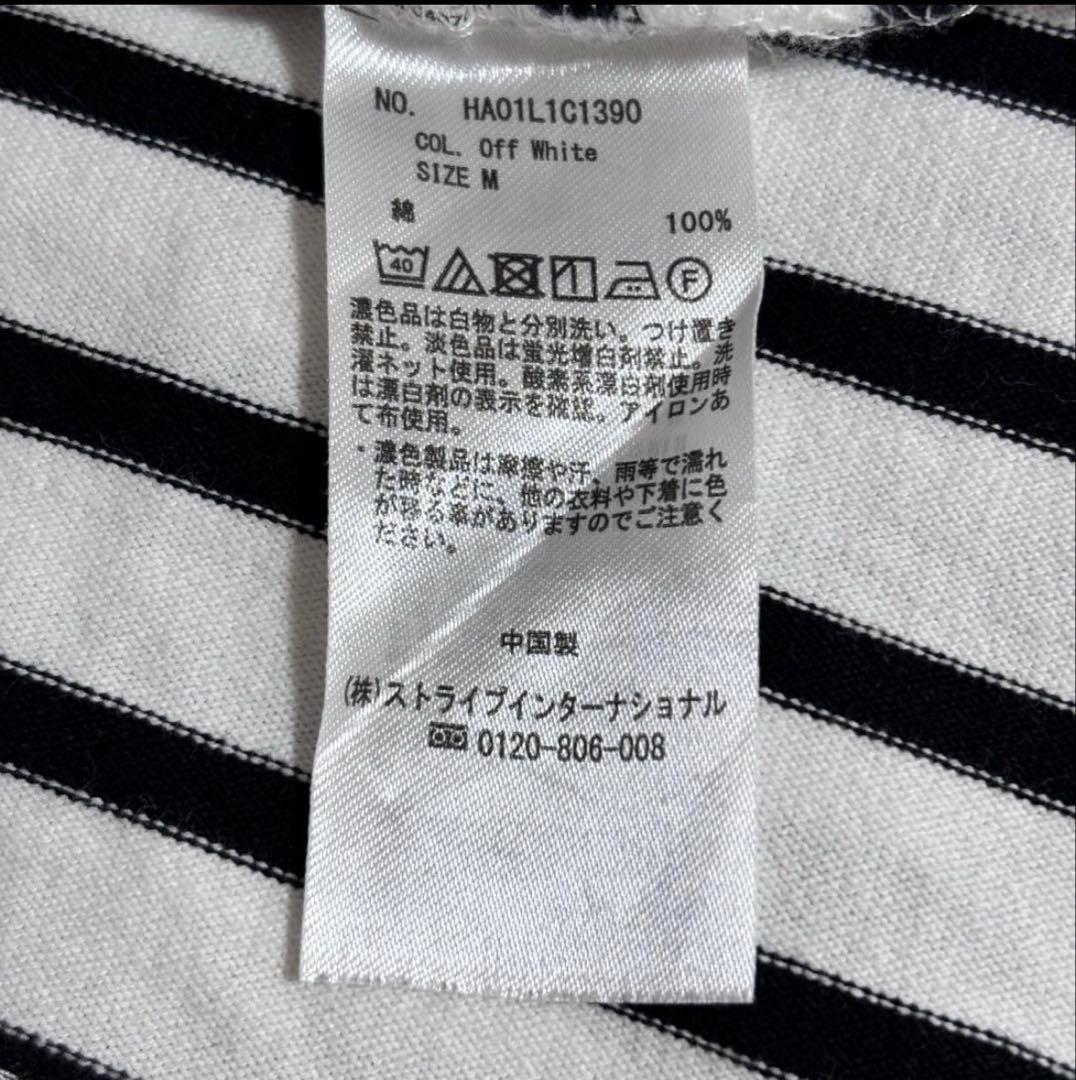 NO. HA01L1C1390
COL. Off White
SIZE M
綿 100%
40
F
濃色品は白物と分別洗い。つけ置き
禁止。淡色品は蛍光増白剤禁止。洗
濯ネット使用。酸素系漂白剤使用時
は漂白剤の表示を確認。アイロンあ
て布使用。
・濃色製品は摩擦や汗、雨等で濡れ
た時などに、他の衣料や下着に色
が移る事がありますのでご注意く
ださい。
中国製
(株)ストライプインターナショナル
0120-806-008